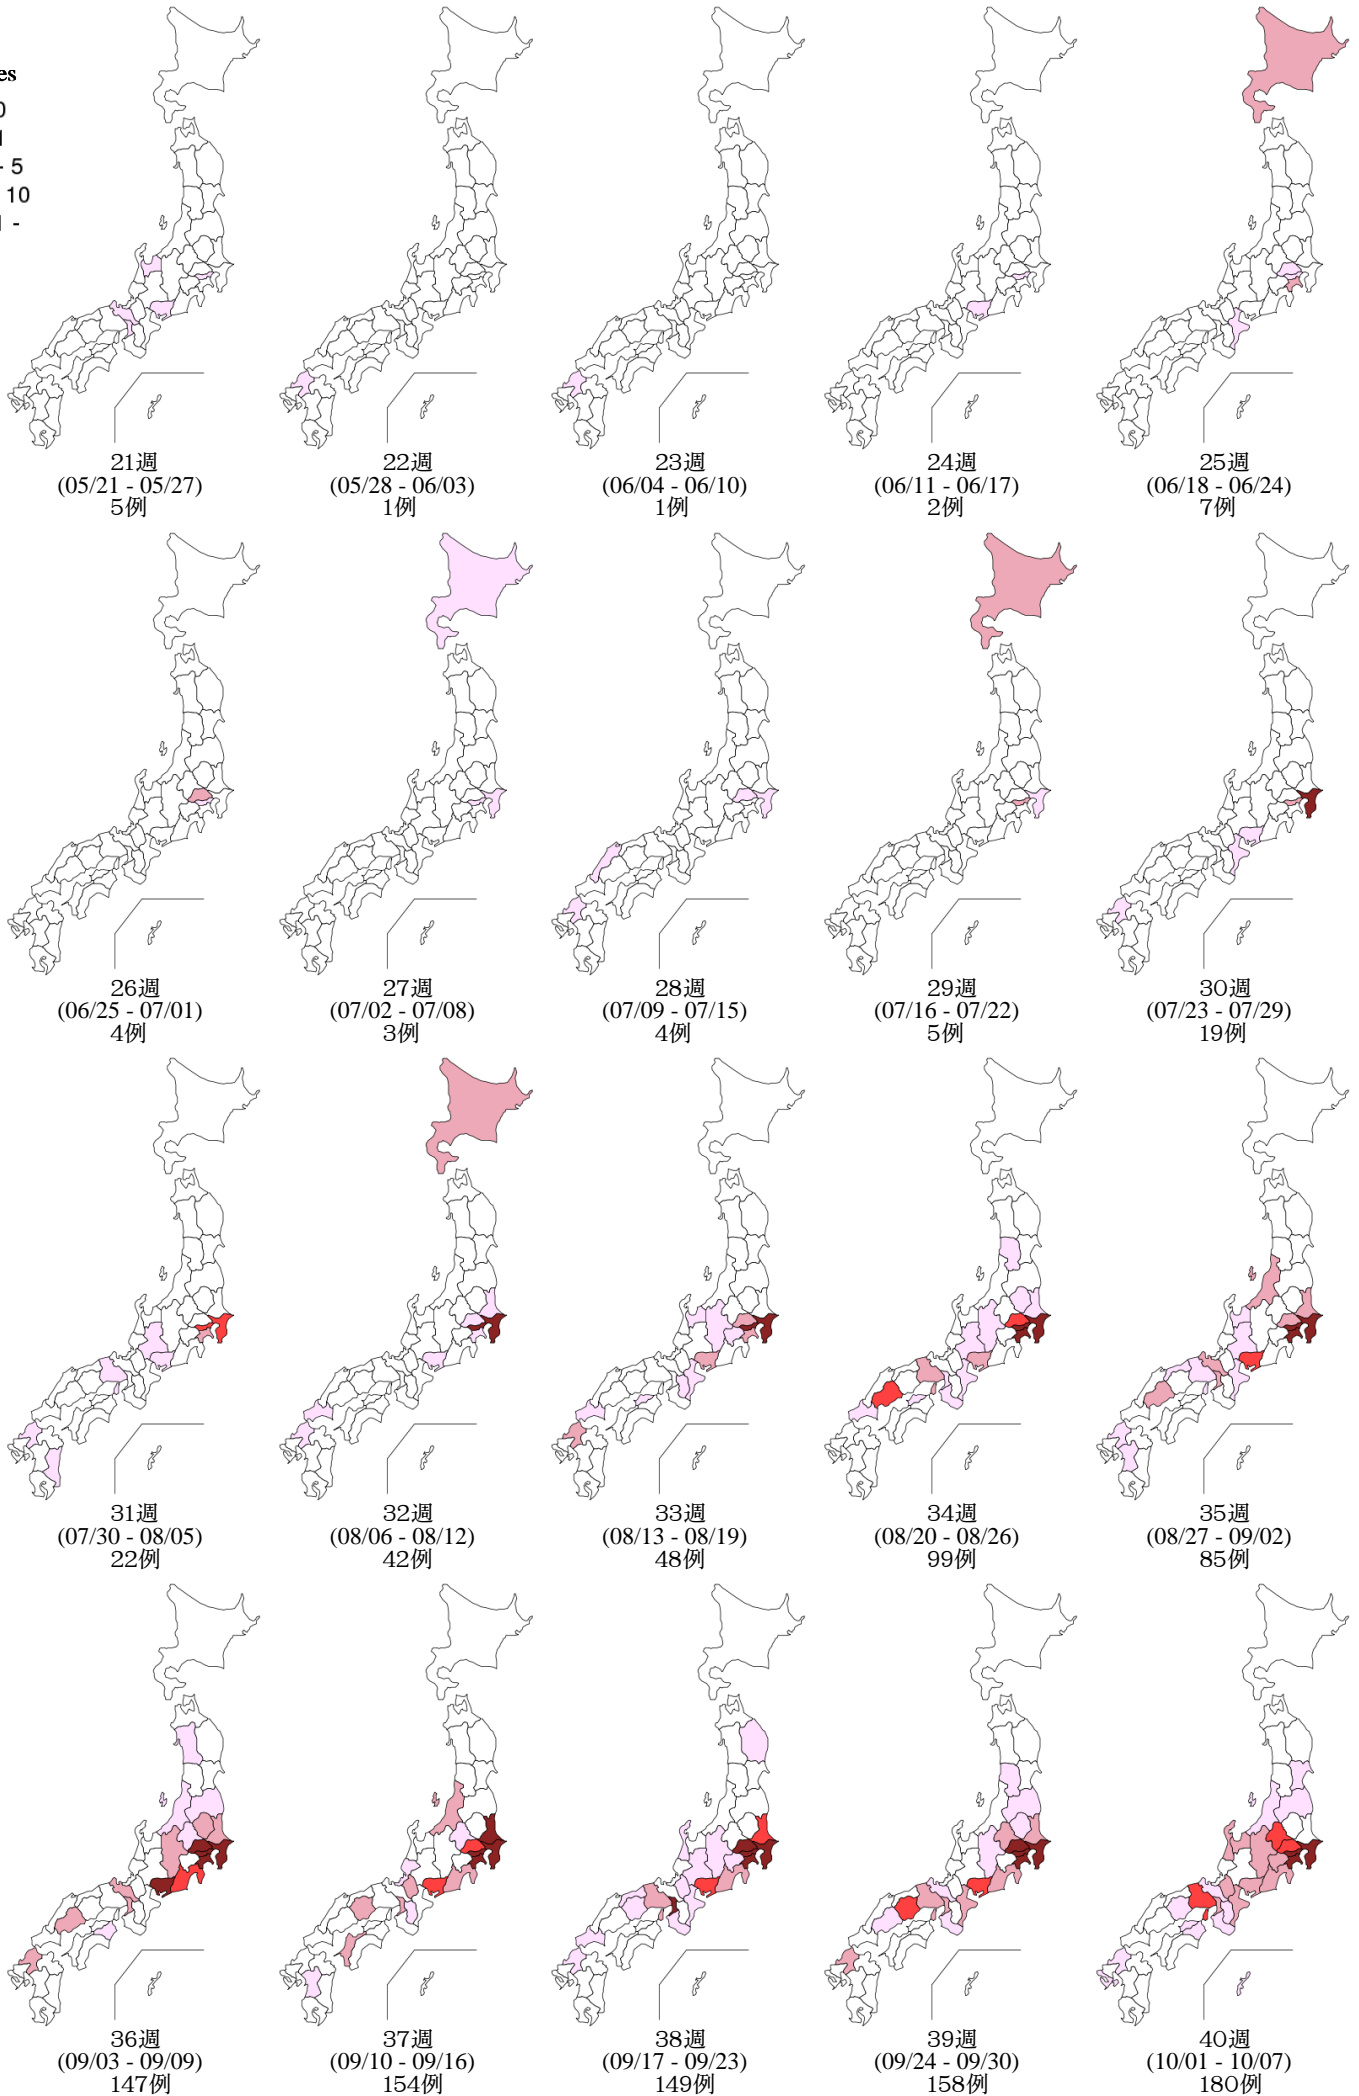 es
0
1
- 5
10
1 -
21週
(05/21 - 05/27)
5例
22週
(05/28 - 06/03)
1例
23週
(06/04 - 06/10)
1例
24週
(06/11 - 06/17)
2例
25週
(06/18 - 06/24)
7例
26週
(06/25 - 07/01)
4例
27週
(07/02 - 07/08)
3例
28週
(07/09 - 07/15)
4例
29週
(07/16 - 07/22)
5例
30週
(07/23 - 07/29)
19例
31週
(07/30 - 08/05)
22例
32週
(08/06 - 08/12)
42例
33週
(08/13 - 08/19)
48例
34週
(08/20 - 08/26)
99例
35週
(08/27 - 09/02)
85例
36週
(09/03 - 09/09)
147例
37週
(09/10 - 09/16)
154例
38週
(09/17 - 09/23)
149例
39週
(09/24 - 09/30)
158例
40週
(10/01 - 10/07)
180例